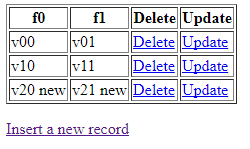 f0 f1 Delete Update
v00 v01 Delete Update
v10 v11 Delete Update
v20 new v21 new Delete Update
Insert a new record